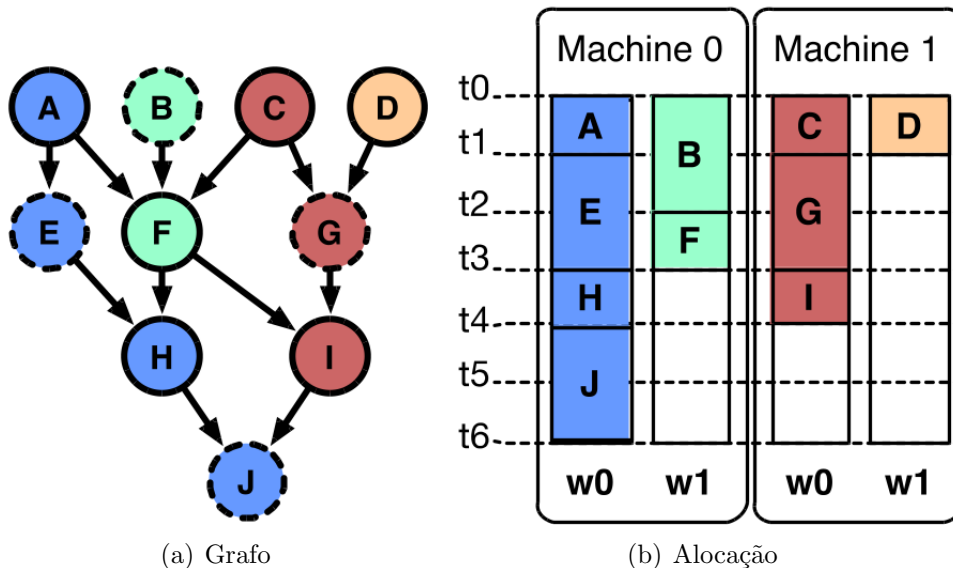 A B C D
E F G
H I
J
(a) Grafo
Machine 0 Machine 1
t0
A C D
t1
B
E G
t2
F
t3
H I
t4
J
t5
t6
w0 w1 w0 w1
(b) Alocação